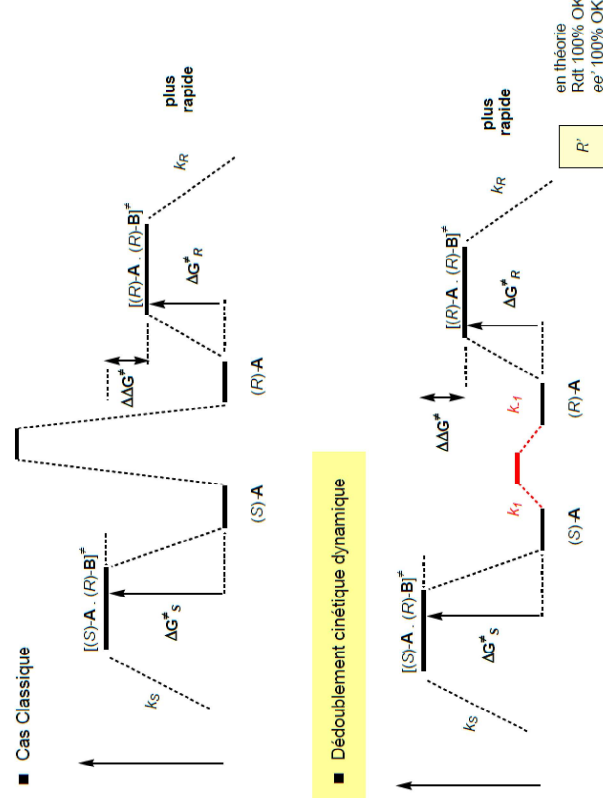 ■ Cas Classique
[(S)-A . (R)-B]≠
[(R)-A . (R)-B]≠
ΔΔG≠
plus
rapide
kS
ΔG≠S
ΔG≠R
kR
(S)-A
(R)-A
■ Dédoublement cinétique dynamique
[(S)-A . (R)-B]≠
[(R)-A . (R)-B]≠
ΔΔG≠
plus
rapide
kS
ΔG≠S
k1
k-1
ΔG≠R
kR
(S)-A
(R)-A
R'
en théorie
Rdt 100% OK
ee' 100% OK